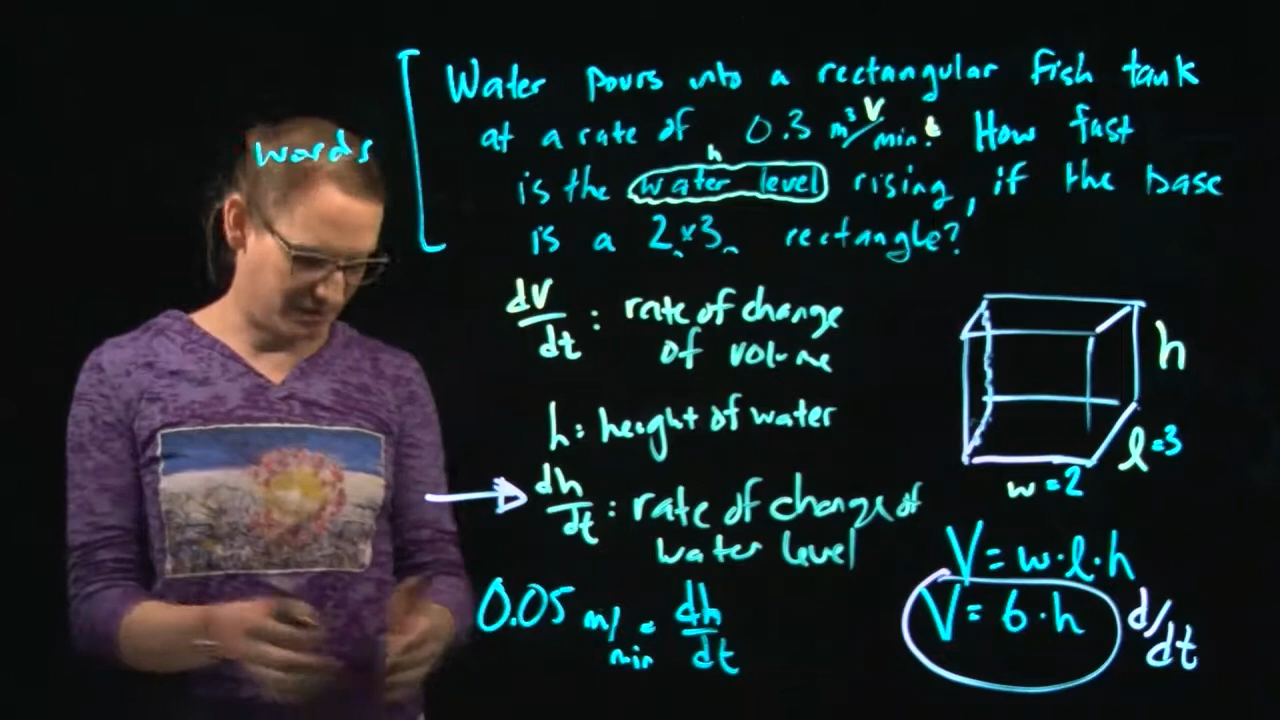 words
Water pours into a rectangular fish tank
at a rate of 0.3 m³/min. How fast
V
t
h
is the water level rising, if the base
is a 2x3 rectangle?
dV/dt : rate of change
of volume
h: height of water
dh/dt : rate of change of
water level
0.05 m/min = dh/dt
h
l=3
w=2
V = w·l·h
V = 6·h
d/dt